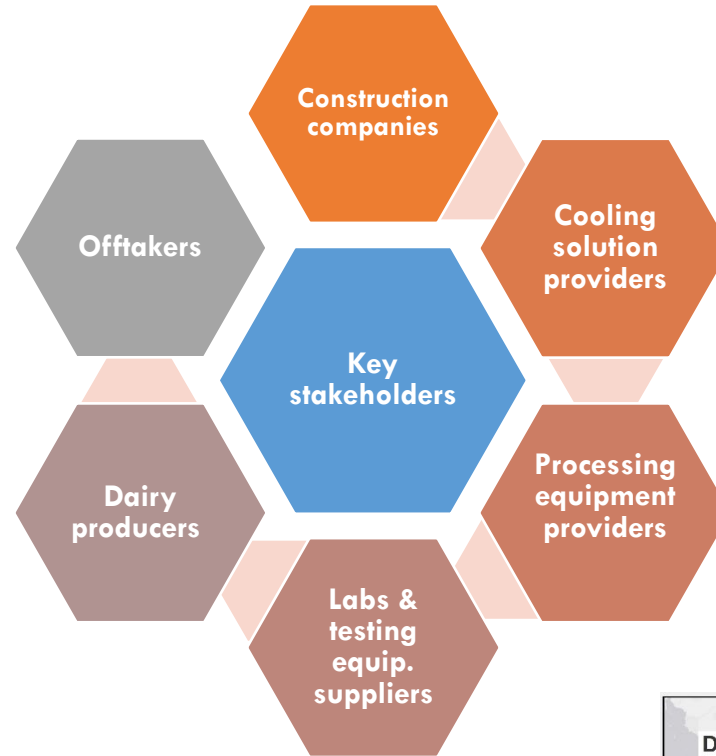 Construction
companies
Cooling
solution
providers
Offtakers
Key
stakeholders
Processing
equipment
providers
Dairy
producers
Labs &
testing
equip.
suppliers
D